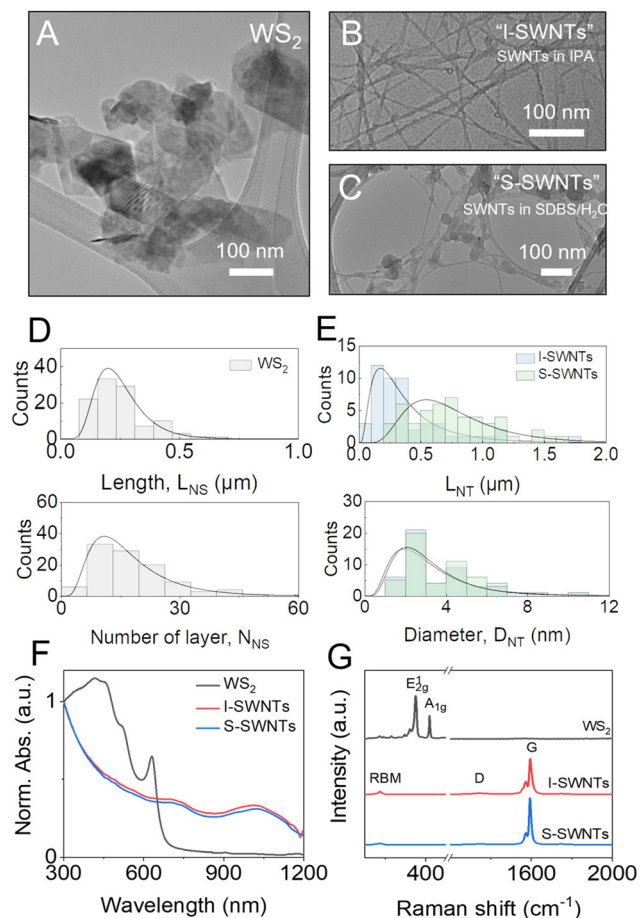 A
WS2
100 nm
B
“I-SWNTs”
SWNTs in IPA
100 nm
C
“S-SWNTs”
SWNTs in SDBS/H2O
100 nm
D
Counts
40
20
0
WS2
0.0 0.5 1.0
Length, LNS (µm)
Counts
60
40
20
0
0 30 60
Number of layer, NNS
E
Counts
15
10
5
0
I-SWNTs
S-SWNTs
0.0 0.5 1.0 1.5 2.0
LNT (µm)
Counts
30
20
10
0
0 4 8 12
Diameter, DNT (nm)
F
Norm. Abs. (a.u.)
1
0
WS2
I-SWNTs
S-SWNTs
300 600 900 1200
Wavelength (nm)
G
Intensity (a.u.)
E12g
A1g
WS2
RBM
D
G
I-SWNTs
S-SWNTs
400 1600 2000
Raman shift (cm-1)